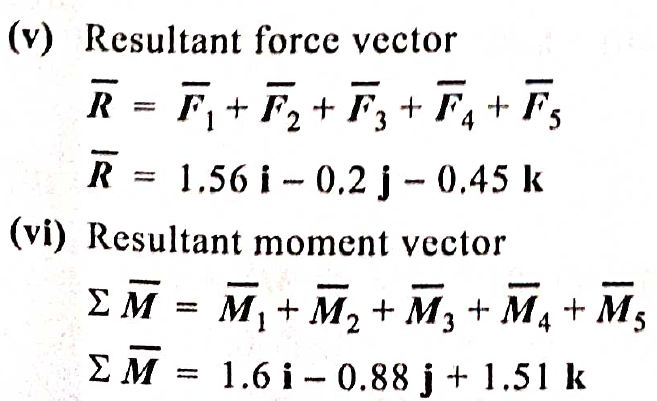 (v) Resultant force vector
R̅ = F̅₁ + F̅₂ + F̅₃ + F̅₄ + F̅₅
R̅ = 1.56 i – 0.2 j – 0.45 k
(vi) Resultant moment vector
Σ M̅ = M̅₁ + M̅₂ + M̅₃ + M̅₄ + M̅₅
Σ M̅ = 1.6 i – 0.88 j + 1.51 k